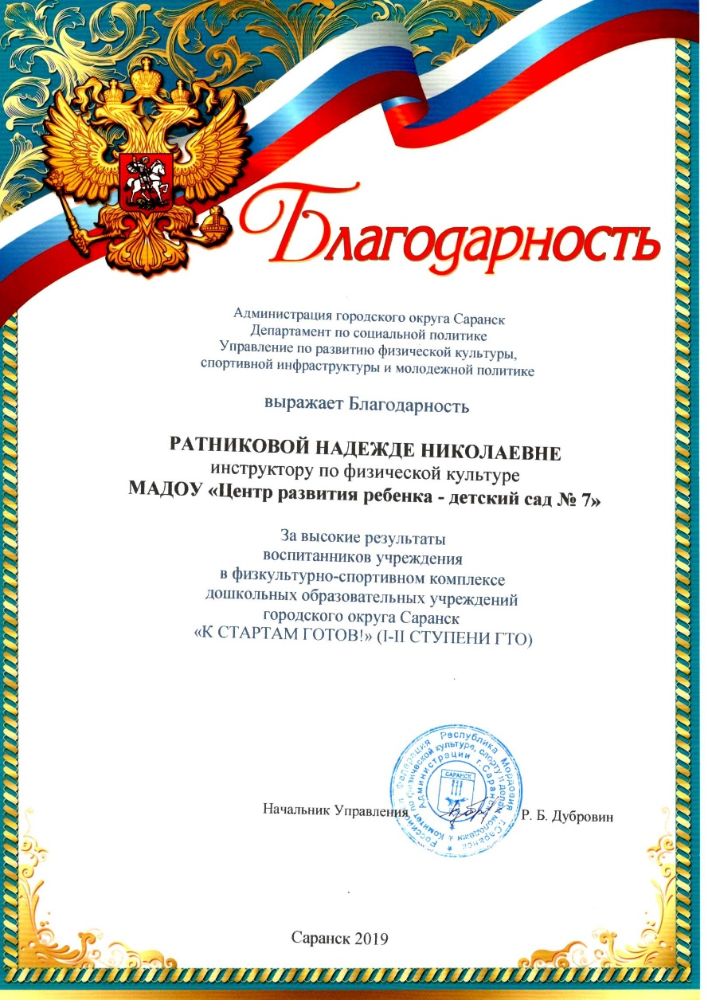 Благодарность
Администрация городского округа Саранск
Департамент по социальной политике
Управление по развитию физической культуры,
спортивной инфраструктуры и молодежной политике
выражает Благодарность
РАТНИКОВОЙ НАДЕЖДЕ НИКОЛАЕВНЕ
инструктору по физической культуре
МАДОУ «Центр развития ребенка - детский сад № 7»
За высокие результаты
воспитанников учреждения
в физкультурно-спортивном комплексе
дошкольных образовательных учреждений
городского округа Саранск
«К СТАРТАМ ГОТОВ!» (I-II СТУПЕНИ ГТО)
Российская Федерация Республика Мордовия г.Саранск
Комитет по физической культуре, спорту и делам молодежи
Администрации г.Саранск
САРАНСК
Начальник Управления
Р. Б. Дубровин
Саранск 2019